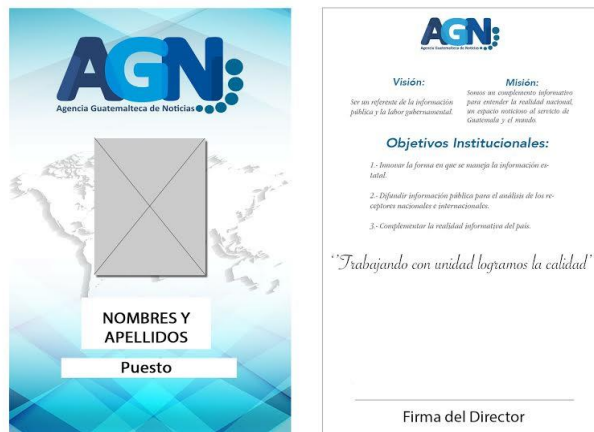 AGN
Agencia Guatemalteca de Noticias
NOMBRES Y
APELLIDOS
Puesto
AGN
Agencia Guatemalteca de Noticias
Visión:
Ser un referente de la información
pública y la labor gubernamental.
Misión:
Somos un complemento informativo
para entender la realidad nacional,
un espacio noticioso al servicio de
Guatemala y el mundo.
Objetivos Institucionales:
1.- Innovar la forma en que se maneja la información es-
tatal.
2.- Difundir información pública para el análisis de los re-
ceptores nacionales e internacionales.
3.- Complementar la realidad informativa del país.
‘’Trabajando con unidad logramos la calidad’
Firma del Director